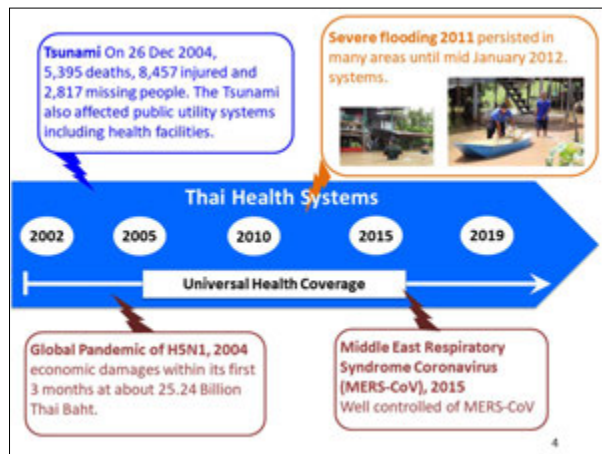 Tsunami On 26 Dec 2004,
5,395 deaths, 8,457 injured and
2,817 missing people. The Tsunami
also affected public utility systems
including health facilities.
Severe flooding 2011 persisted in
many areas until mid January 2012.
systems.
Thai Health Systems
2002
2005
2010
2015
2019
Universal Health Coverage
Global Pandemic of H5N1, 2004
economic damages within its first
3 months at about 25.24 Billion
Thai Baht.
Middle East Respiratory
Syndrome Coronavirus
(MERS-CoV), 2015
Well controlled of MERS-CoV
4